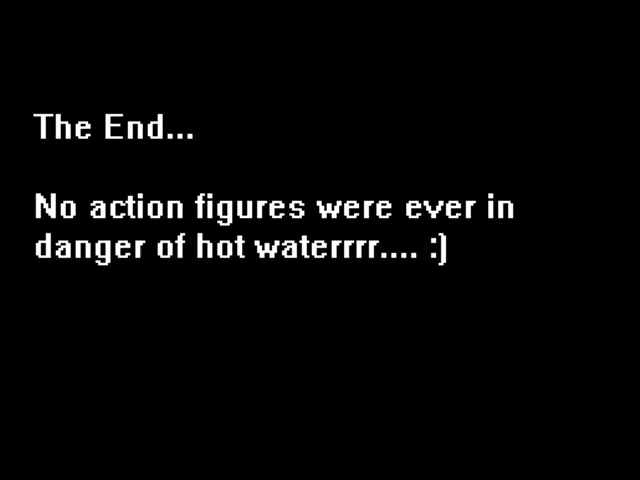 The End...
No action figures were ever in
danger of hot waterrrr.... :)